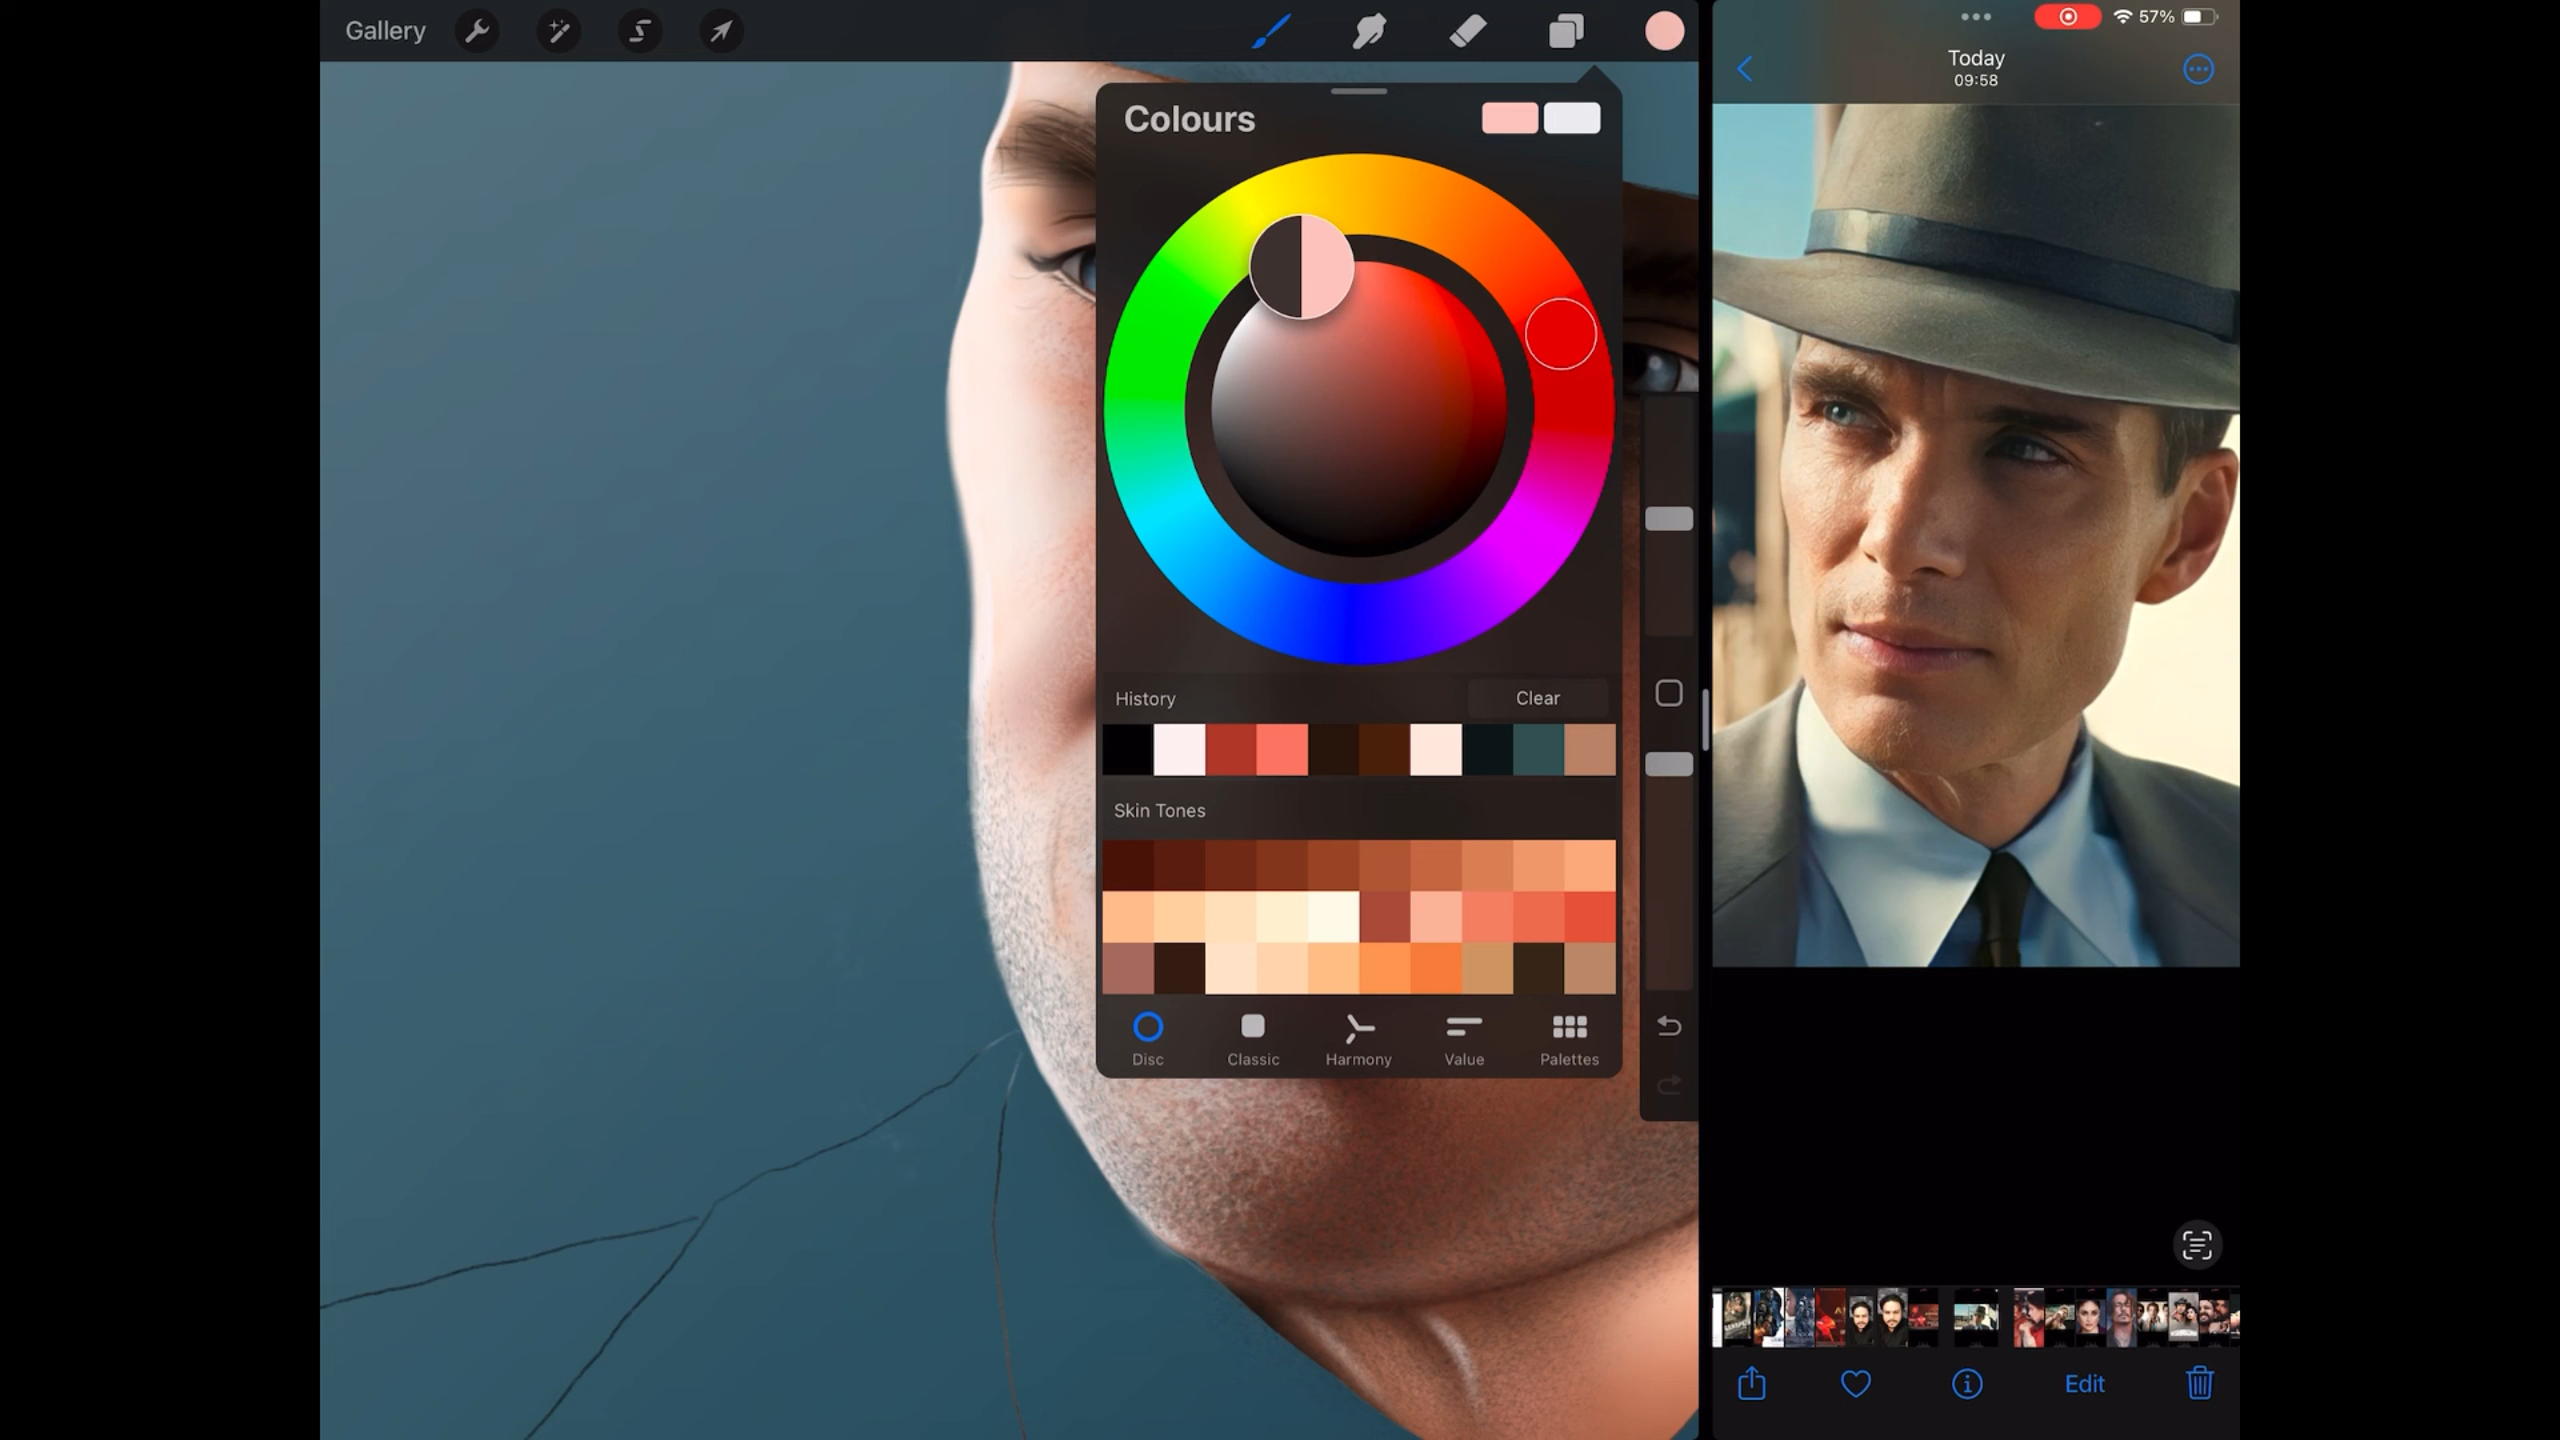 Gallery
57%
Today
09:58
Colours
History
Clear
Skin Tones
Disc
Classic
Harmony
Value
Palettes
Edit